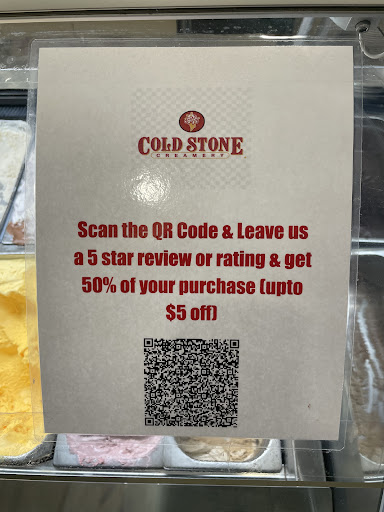 COLD STONE
CREAMERY
Scan the QR Code & Leave us
a 5 star review or rating & get
50% of your purchase (upto
$5 off)